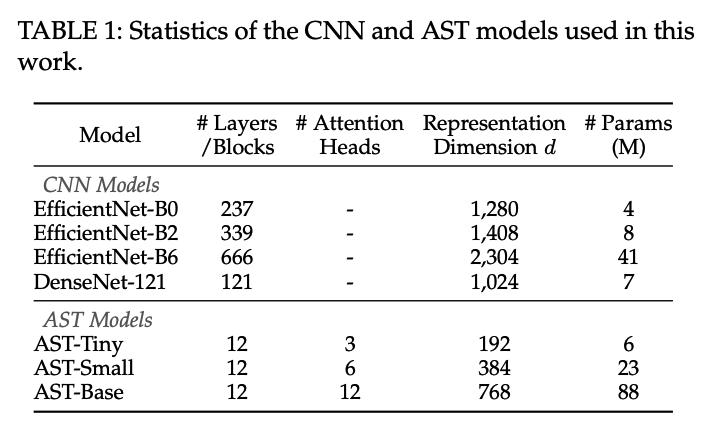 TABLE 1: Statistics of the CNN and AST models used in this
work.
Model # Layers /Blocks # Attention Heads Representation Dimension d # Params (M)
CNN Models
EfficientNet-B0 237 - 1,280 4
EfficientNet-B2 339 - 1,408 8
EfficientNet-B6 666 - 2,304 41
DenseNet-121 121 - 1,024 7
AST Models
AST-Tiny 12 3 192 6
AST-Small 12 6 384 23
AST-Base 12 12 768 88